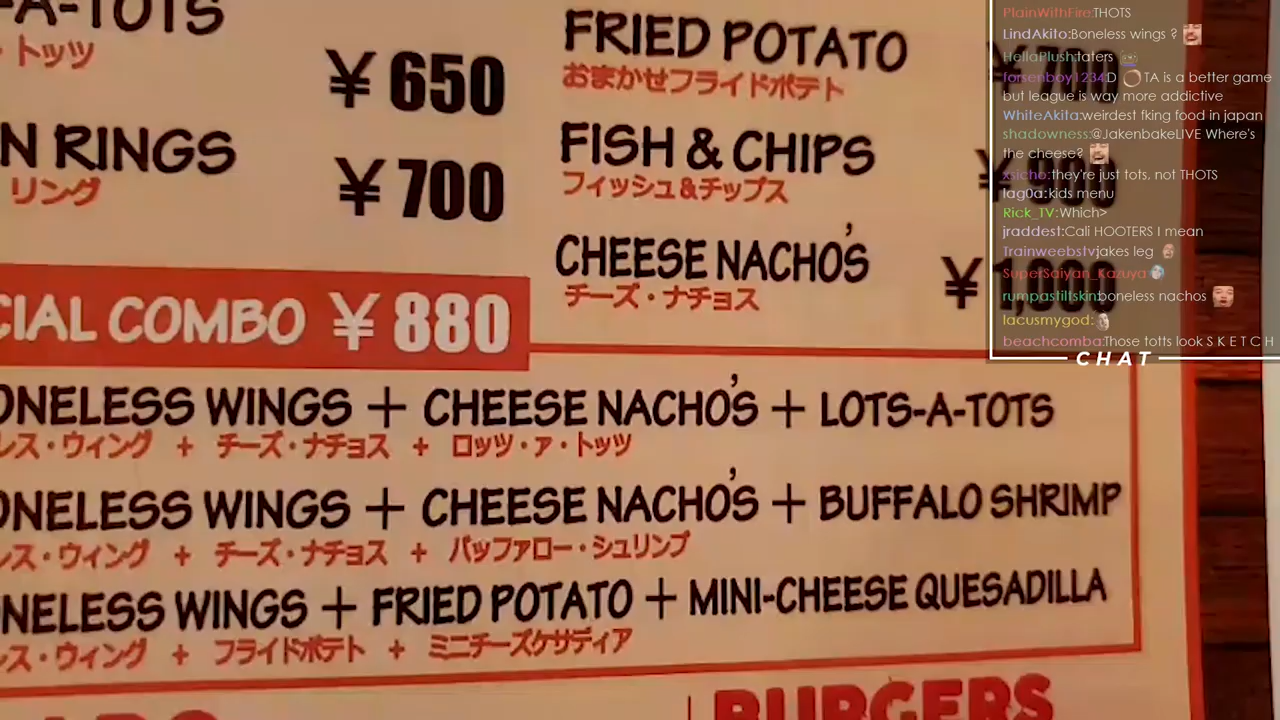 -A-TOTS
・トッツ
¥650
N RINGS
リング
¥700
FRIED POTATO
おまかせフライドポテト
FISH & CHIPS
フィッシュ&チップス
CHEESE NACHO'S
チーズ・ナチョス
CIAL COMBO ¥880
ONELESS WINGS + CHEESE NACHO'S + LOTS-A-TOTS
レス・ウィング + チーズ・ナチョス + ロッツ・ァ・トッツ
ONELESS WINGS + CHEESE NACHO'S + BUFFALO SHRIMP
レス・ウィング + チーズ・ナチョス + バッファロー・シュリンプ
NELESS WINGS + FRIED POTATO + MINI-CHEESE QUESADILLA
レス・ウィング + フライドポテト + ミニチーズケサディア
BURGERS
PlainWithFire:THOTS
LindAkito:Boneless wings ?
HellaPlush:taters
forsenboy1234:D TA is a better game
but league is way more addictive
WhiteAkita:weirdest fking food in japan
shadowness:@JakenbakeLIVE Where's
the cheese?
xsicho:they're just tots, not THOTS
lag0a:kids menu
Rick_TV:Which>
jraddest:Cali HOOTERS I mean
Trainweebstv:jakes leg
SuperSaiyan_Kazuya:
rumpastiltskin:boneless nachos
lacusmygod:
beachcomba:Those totts look S K E T C H
CHAT